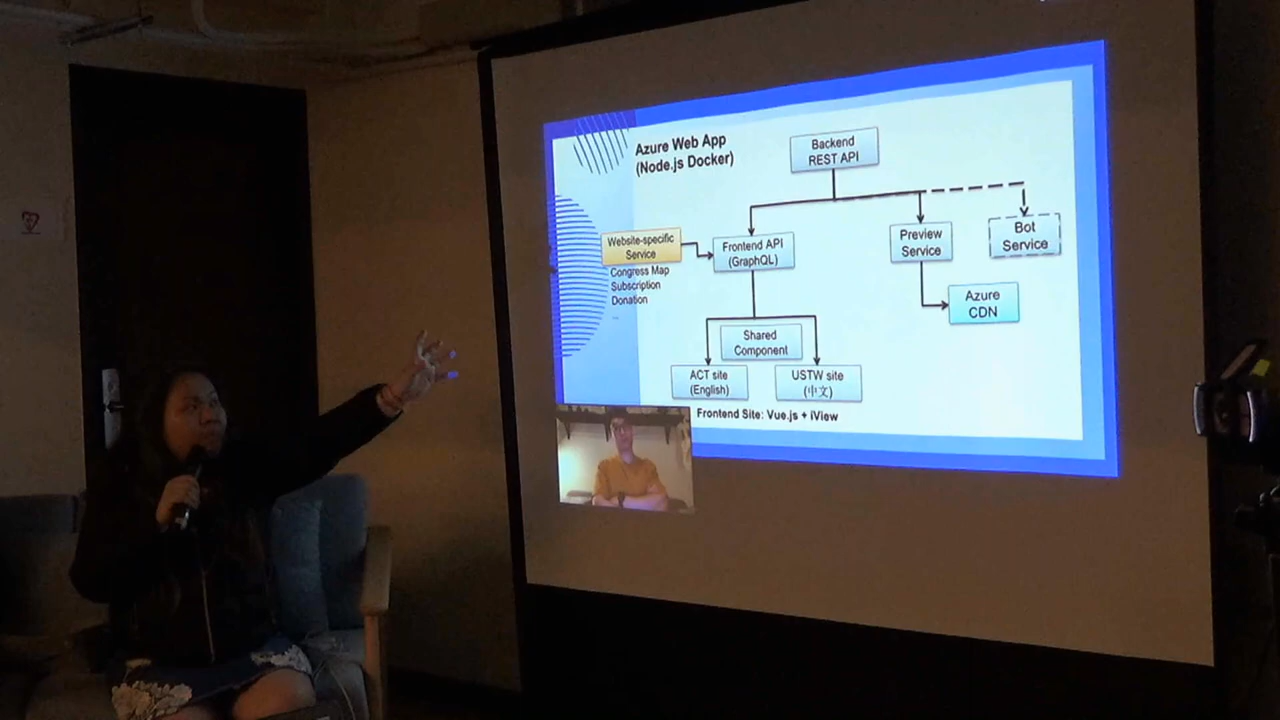 Azure Web App
(Node.js Docker)
Backend
REST API
Website-specific
Service
Congress Map
Subscription
Donation
...
Frontend API
(GraphQL)
Preview
Service
Bot
Service
Azure
CDN
Shared
Component
ACT site
(English)
USTW site
(中文)
Frontend Site: Vue.js + iView